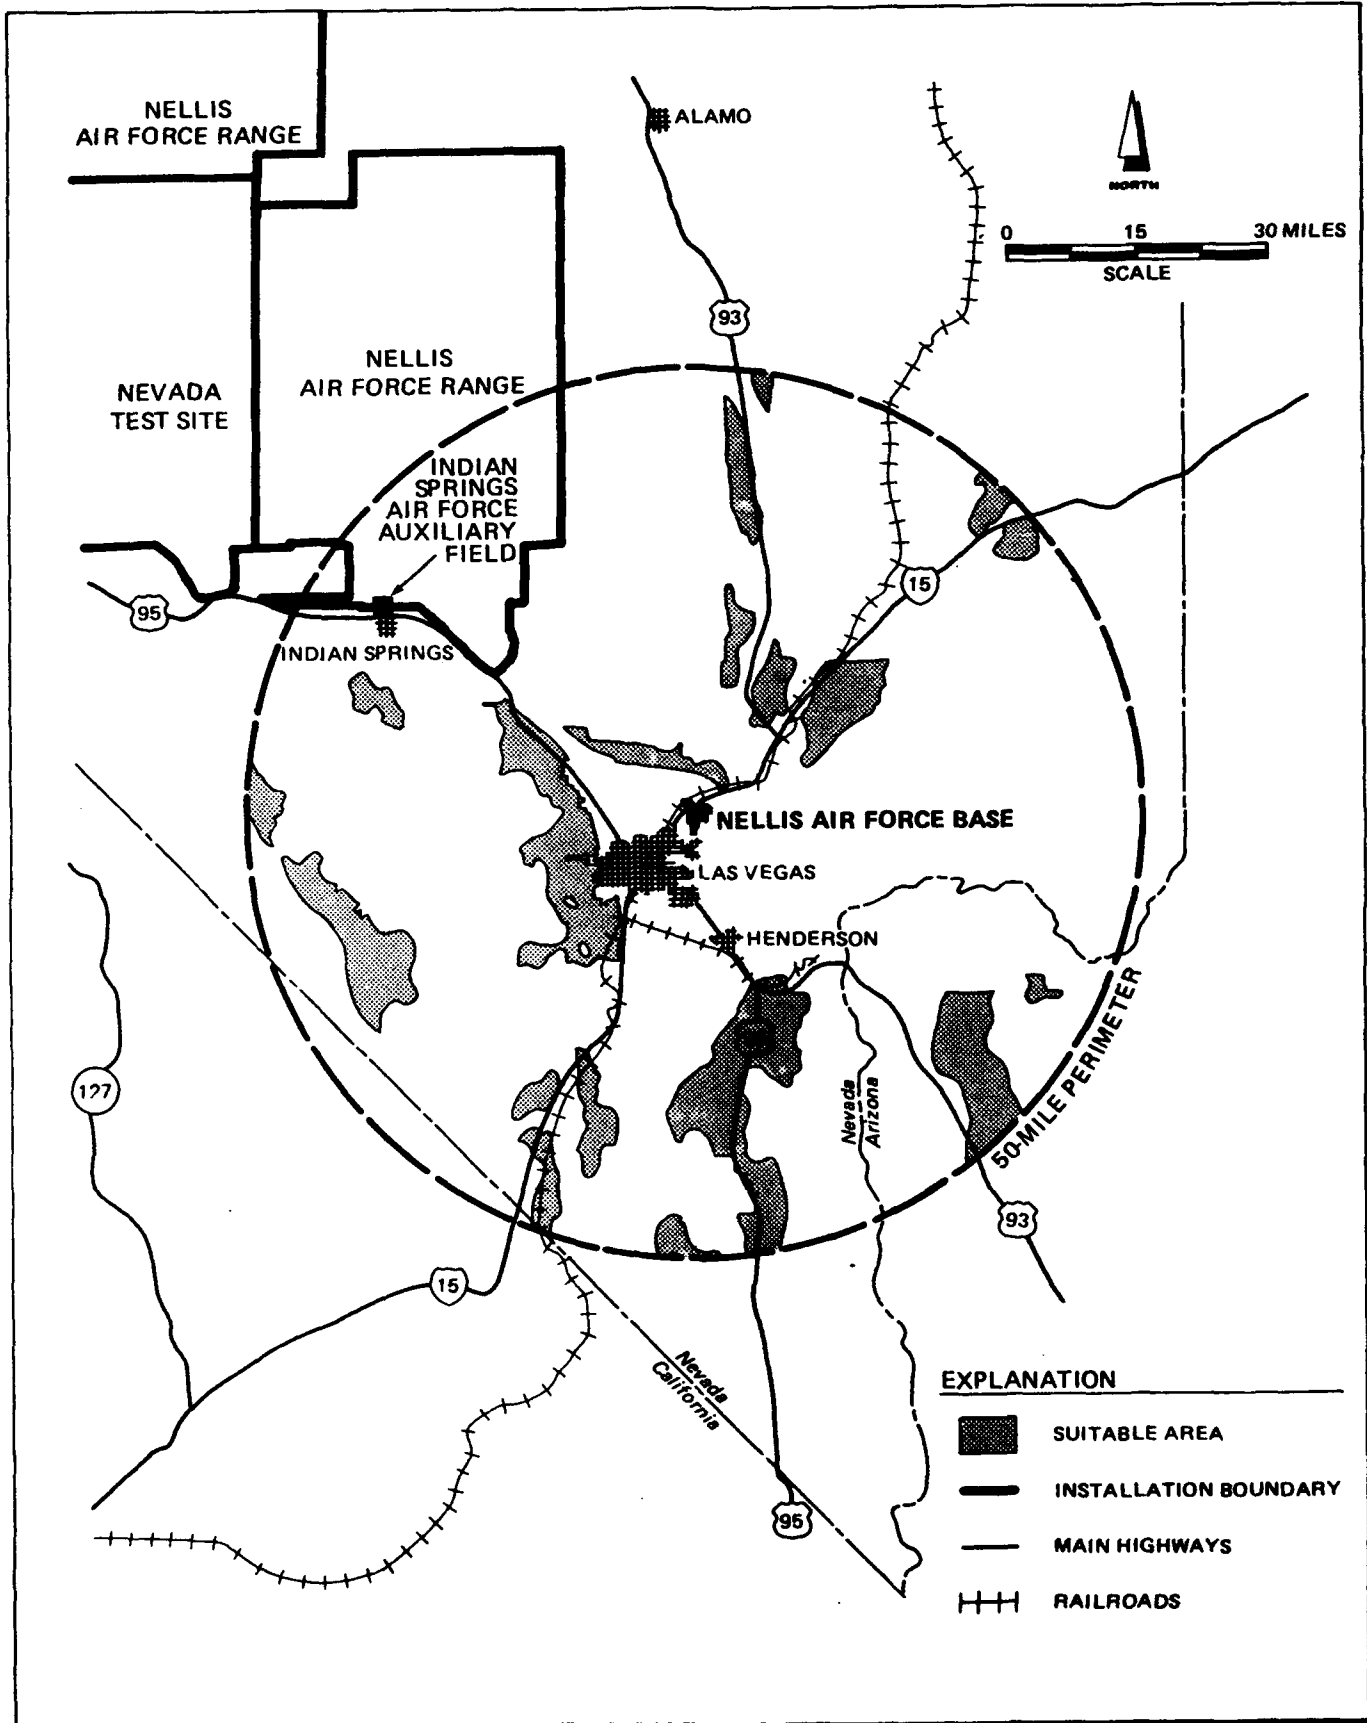 NELLIS
AIR FORCE RANGE
ALAMO
NORTH
0 15 30 MILES
SCALE
93
NELLIS
AIR FORCE RANGE
NEVADA
TEST SITE
INDIAN
SPRINGS
AIR FORCE
AUXILIARY
FIELD
15
95
INDIAN SPRINGS
NELLIS AIR FORCE BASE
LAS VEGAS
HENDERSON
50-MILE PERIMETER
127
Nevada
Arizona
93
15
Nevada
California
95
EXPLANATION
SUITABLE AREA
INSTALLATION BOUNDARY
MAIN HIGHWAYS
RAILROADS